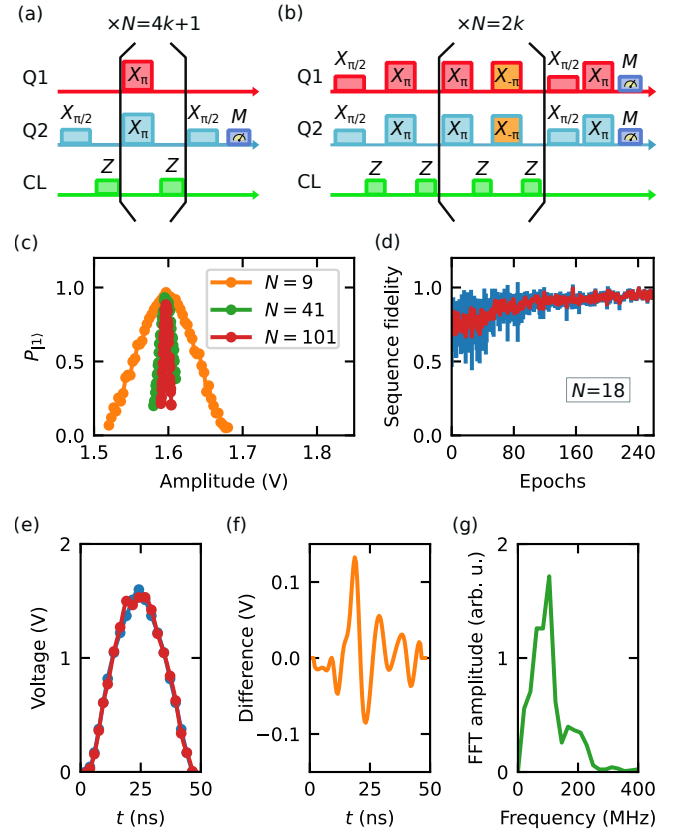 (a)
×N=4k+1
Q1
Xπ
Q2
Xπ/2
Xπ
Xπ/2
M
CL
Z
Z
(b)
×N=2k
Q1
Xπ/2
Xπ
Xπ
X-π
Xπ/2
Xπ
M
Q2
Xπ/2
Xπ
Xπ
X-π
Xπ/2
Xπ
M
CL
Z
Z
Z
Z
(c)
P|1⟩
1.0
0.5
0.0
1.5
1.6
1.7
1.8
Amplitude (V)
N = 9
N = 41
N = 101
(d)
Sequence fidelity
1.0
0.5
0.0
0
80
160
240
Epochs
N=18
(e)
Voltage (V)
2
1
0
0
25
50
t (ns)
(f)
Difference (V)
0.1
0.0
−0.1
0
25
50
t (ns)
(g)
FFT amplitude (arb. u.)
2
1
0
0
200
400
Frequency (MHz)